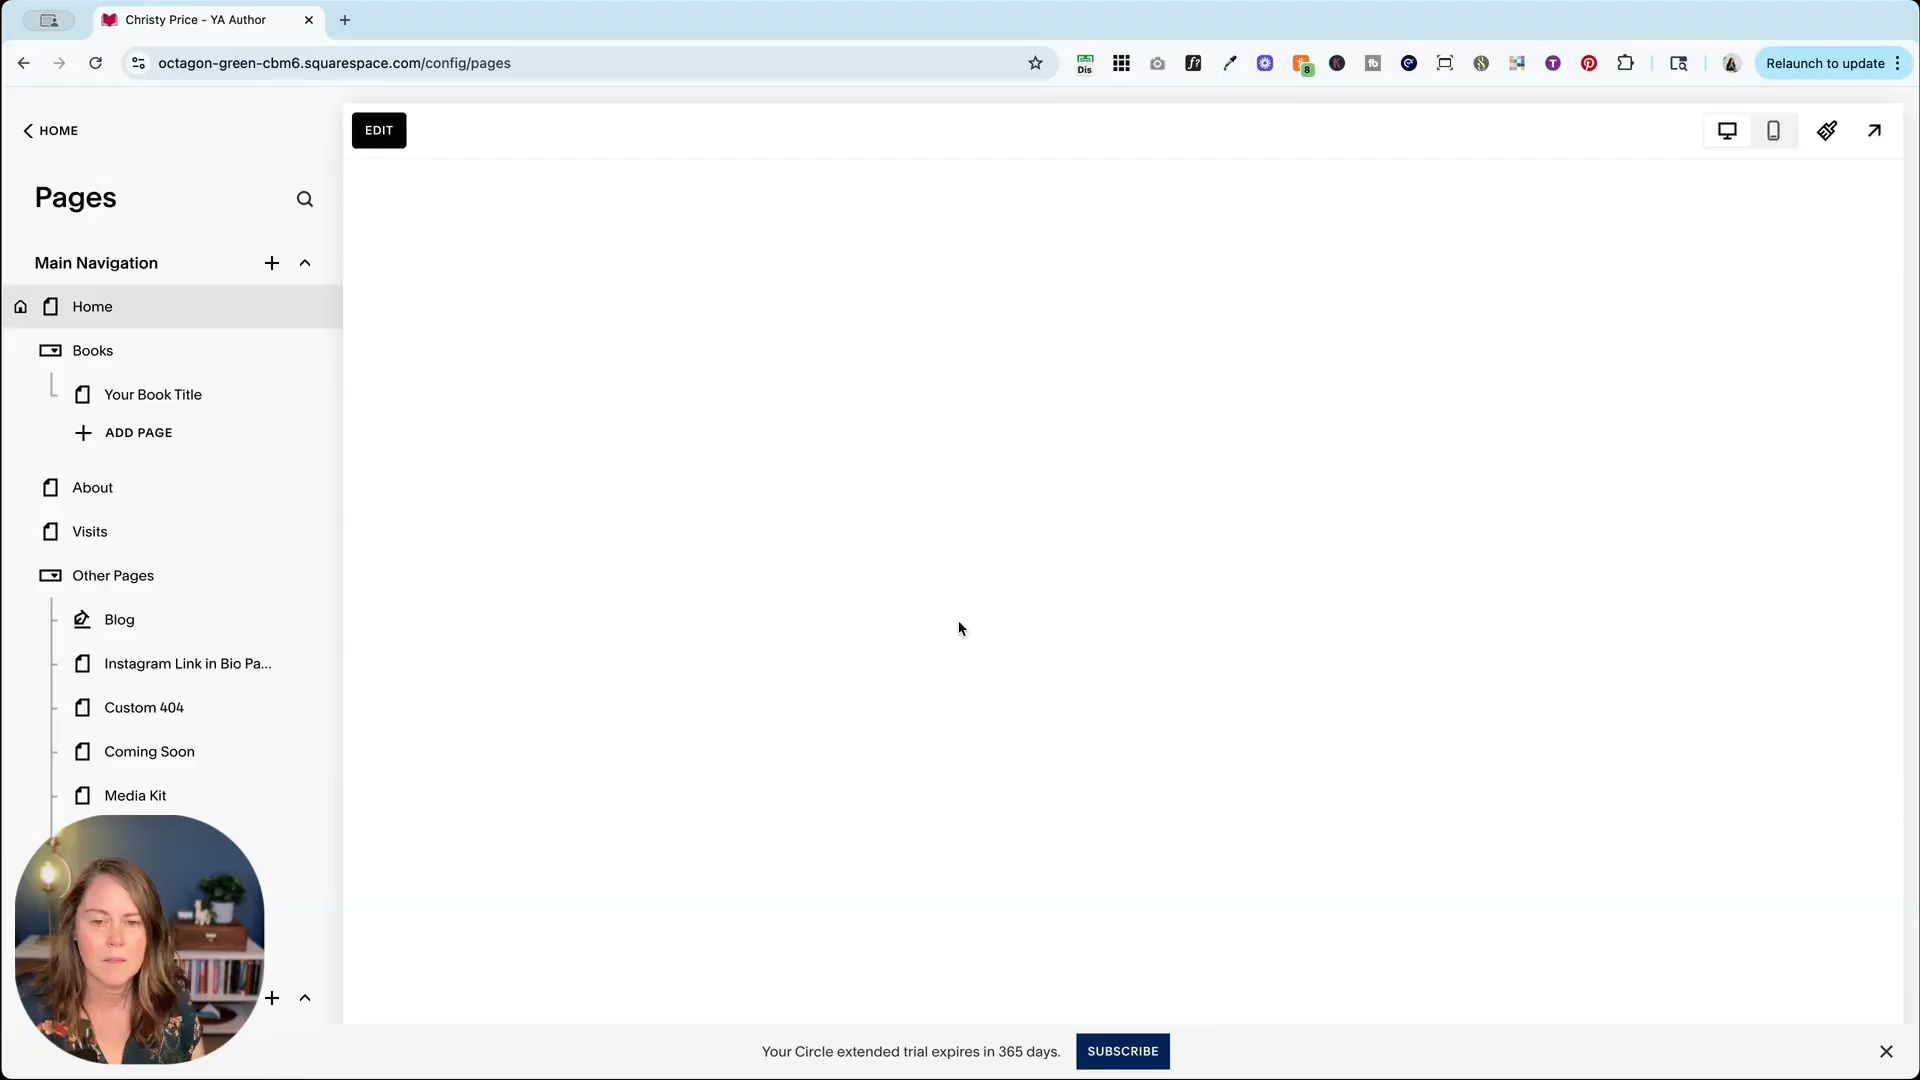 Christy Price - YA Author
octagon-green-cbm6.squarespace.com/config/pages
Dis
8
Relaunch to update
HOME
EDIT
Pages
Main Navigation
Home
Books
Your Book Title
ADD PAGE
About
Visits
Other Pages
Blog
Instagram Link in Bio Pa...
Custom 404
Coming Soon
Media Kit
Your Circle extended trial expires in 365 days.
SUBSCRIBE